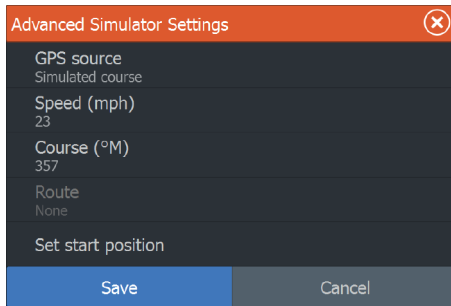 Advanced Simulator Settings
GPS source
Simulated course
Speed (mph)
23
Course (°M)
357
Route
None
Set start position
Save
Cancel